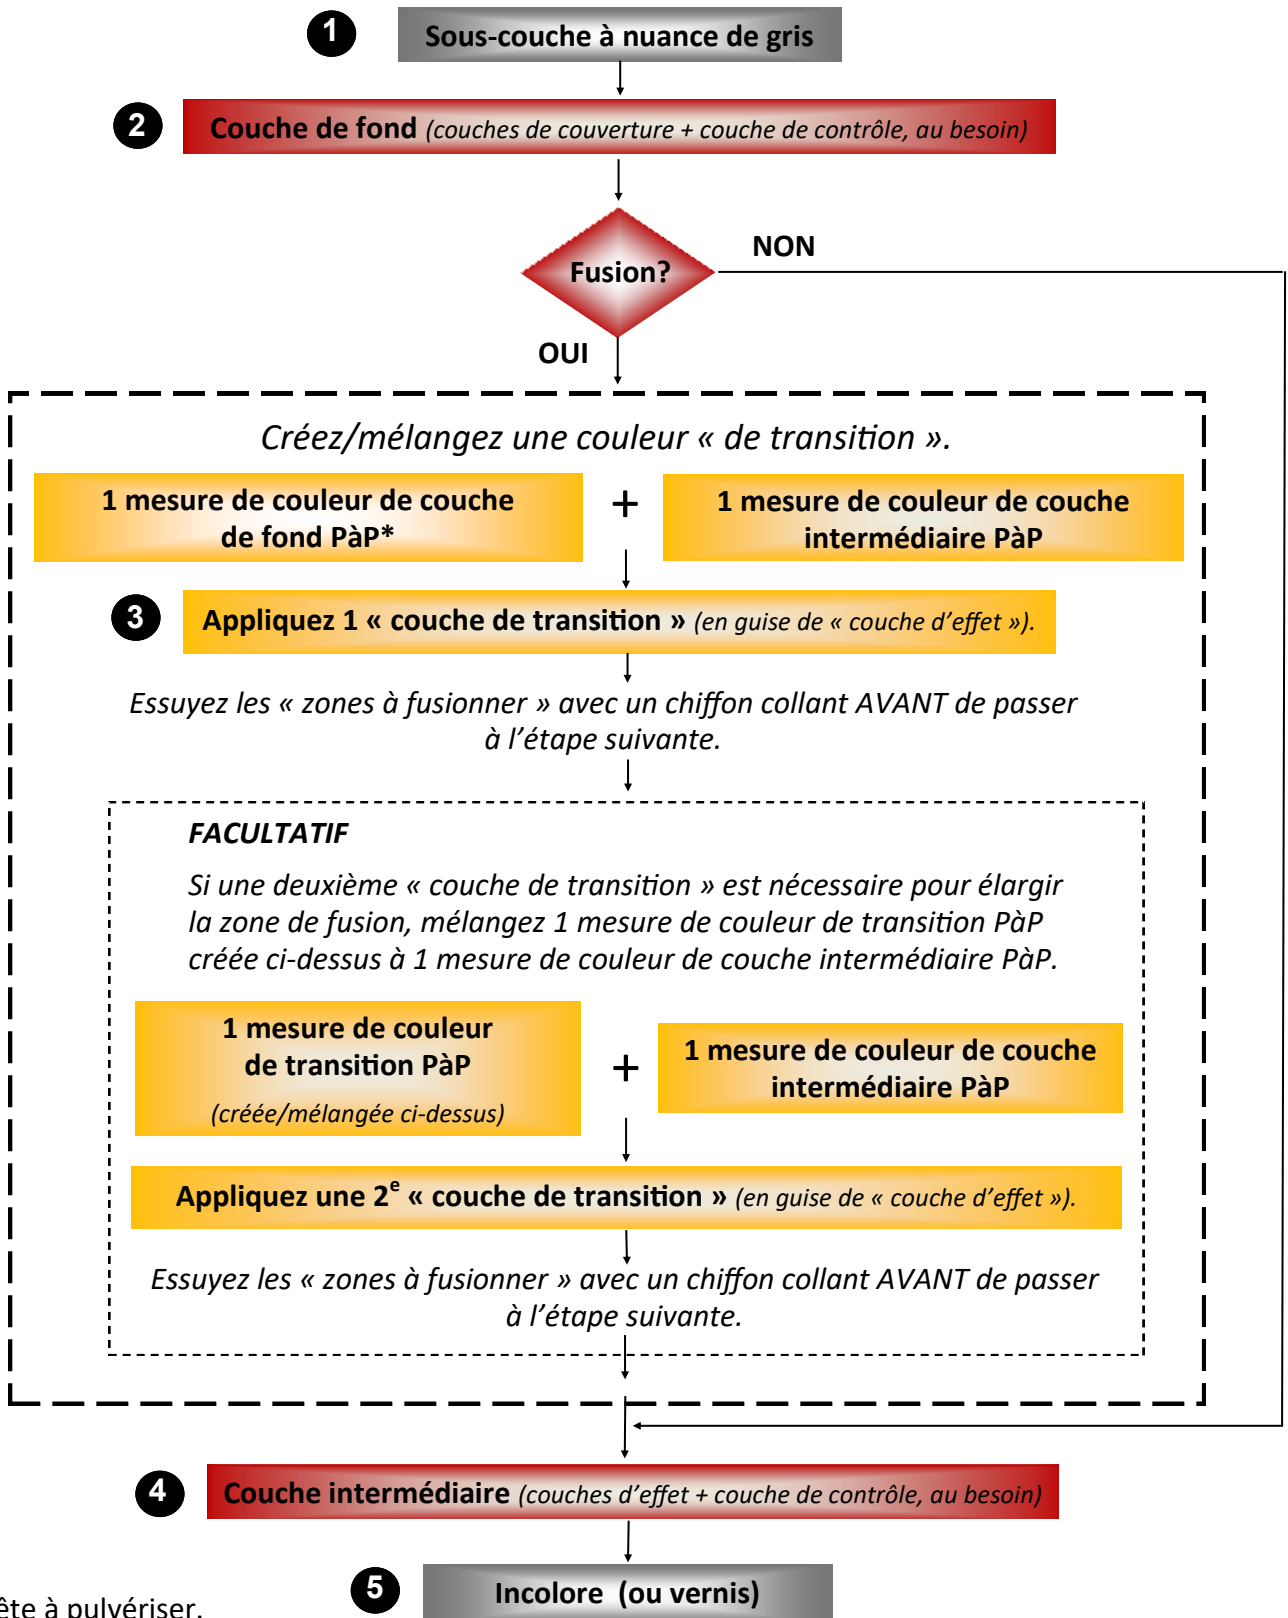 1 Sous-couche à nuance de gris
2 Couche de fond (couches de couverture + couche de contrôle, au besoin)
Fusion?
NON
OUI
Créez/mélangez une couleur « de transition ».
1 mesure de couleur de couche
de fond PàP*
+
1 mesure de couleur de couche
intermédiaire PàP
3 Appliquez 1 « couche de transition » (en guise de « couche d’effet »).
Essuyez les « zones à fusionner » avec un chiffon collant AVANT de passer
à l’étape suivante.
FACULTATIF
Si une deuxième « couche de transition » est nécessaire pour élargir
la zone de fusion, mélangez 1 mesure de couleur de transition PàP
créée ci-dessus à 1 mesure de couleur de couche intermédiaire PàP.
1 mesure de couleur
de transition PàP
(créée/mélangée ci-dessus)
+
1 mesure de couleur de couche
intermédiaire PàP
Appliquez une 2e « couche de transition » (en guise de « couche d’effet »).
Essuyez les « zones à fusionner » avec un chiffon collant AVANT de passer
à l’étape suivante.
4 Couche intermédiaire (couches d’effet + couche de contrôle, au besoin)
5 Incolore (ou vernis)
ête à pulvériser.